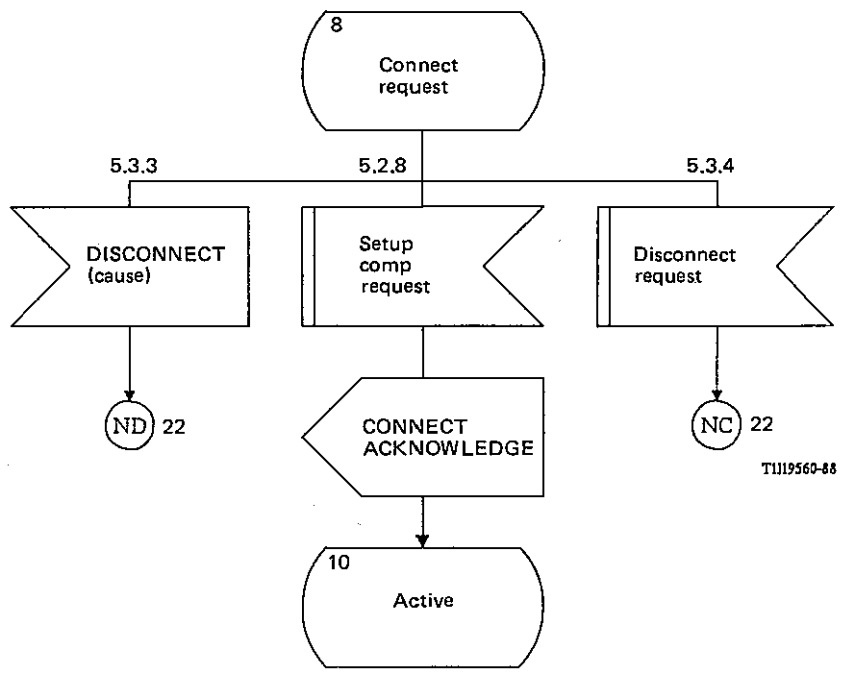 8
Connect
request
5.3.3
5.2.8
5.3.4
DISCONNECT
(cause)
Setup
comp
request
Disconnect
request
ND 22
CONNECT
ACKNOWLEDGE
NC 22
T1119560-88
10
Active